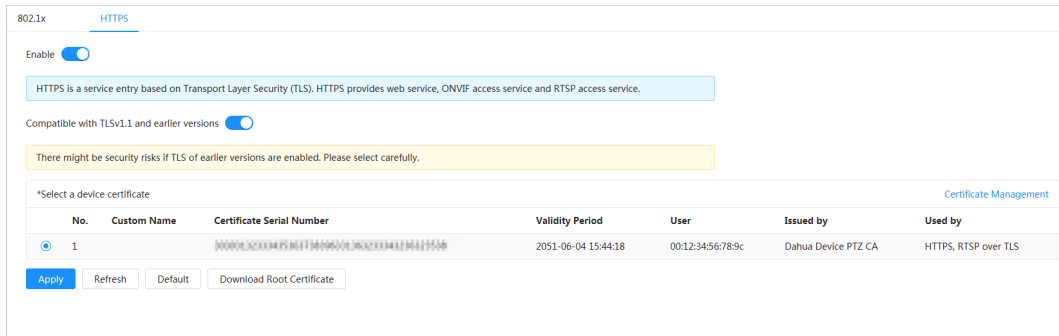 802.1x HTTPS
Enable
HTTPS is a service entry based on Transport Layer Security (TLS). HTTPS provides web service, ONVIF access service and RTSP access service.
Compatible with TLSv1.1 and earlier versions
There might be security risks if TLS of earlier versions are enabled. Please select carefully.
*Select a device certificate Certificate Management
No. Custom Name Certificate Serial Number Validity Period User Issued by Used by
1 2051-06-04 15:44:18 00:12:34:56:78:9c Dahua Device PTZ CA HTTPS, RTSP over TLS
Apply Refresh Default Download Root Certificate